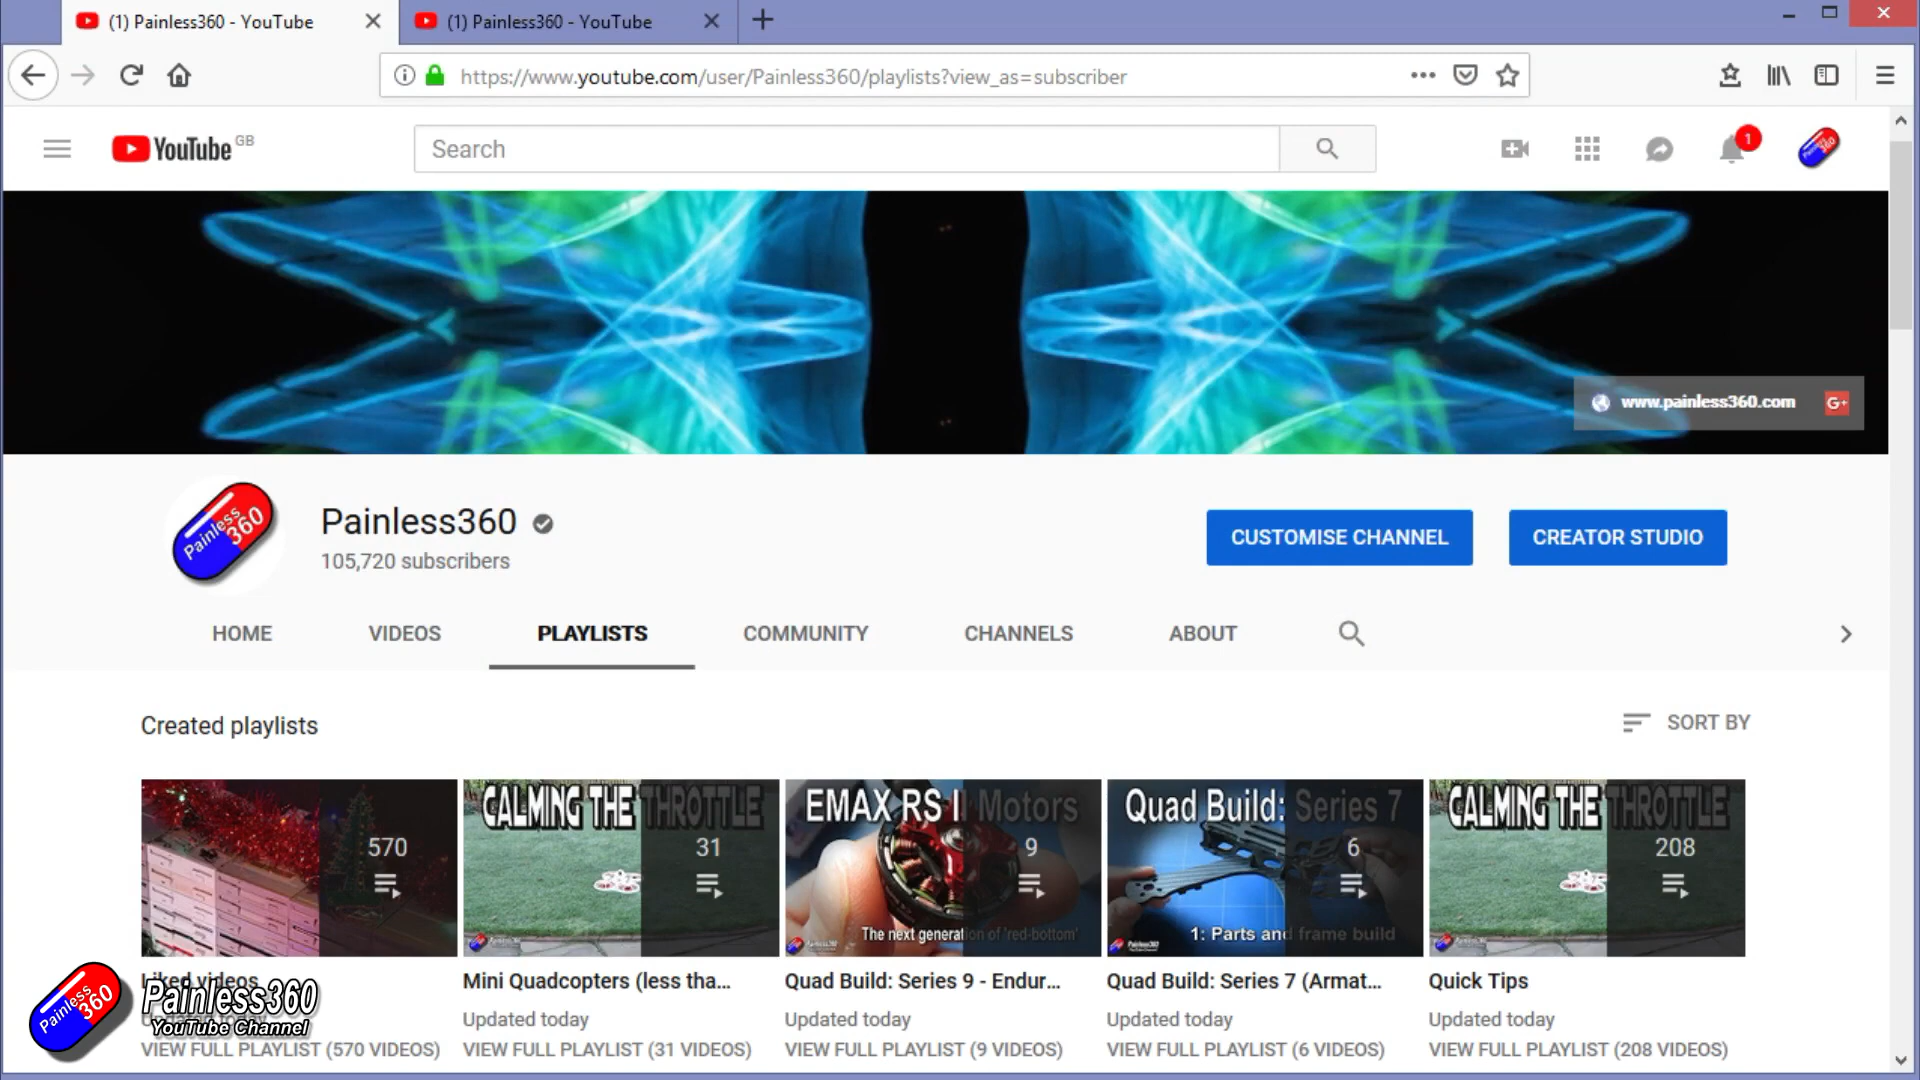 (1) Painless360 - YouTube
(1) Painless360 - YouTube
https://www.youtube.com/user/Painless360/playlists?view_as=subscriber
YouTube GB
Search
1
Painless 360
www.painless360.com
G+
Painless 360
Painless360
105,720 subscribers
CUSTOMISE CHANNEL
CREATOR STUDIO
HOME
VIDEOS
PLAYLISTS
COMMUNITY
CHANNELS
ABOUT
Created playlists
SORT BY
570
CALMING THE THROTTLE
31
EMAX RS II Motors
9
The next generation of 'red-bottom'
Quad Build: Series 7
6
1: Parts and frame build
CALMING THE THROTTLE
208
Liked videos
Mini Quadcopters (less tha...
Quad Build: Series 9 - Endur...
Quad Build: Series 7 (Armat...
Quick Tips
Updated today
Updated today
Updated today
Updated today
Updated today
VIEW FULL PLAYLIST (570 VIDEOS)
VIEW FULL PLAYLIST (31 VIDEOS)
VIEW FULL PLAYLIST (9 VIDEOS)
VIEW FULL PLAYLIST (6 VIDEOS)
VIEW FULL PLAYLIST (208 VIDEOS)
Painless 360
Painless360
YouTube Channel